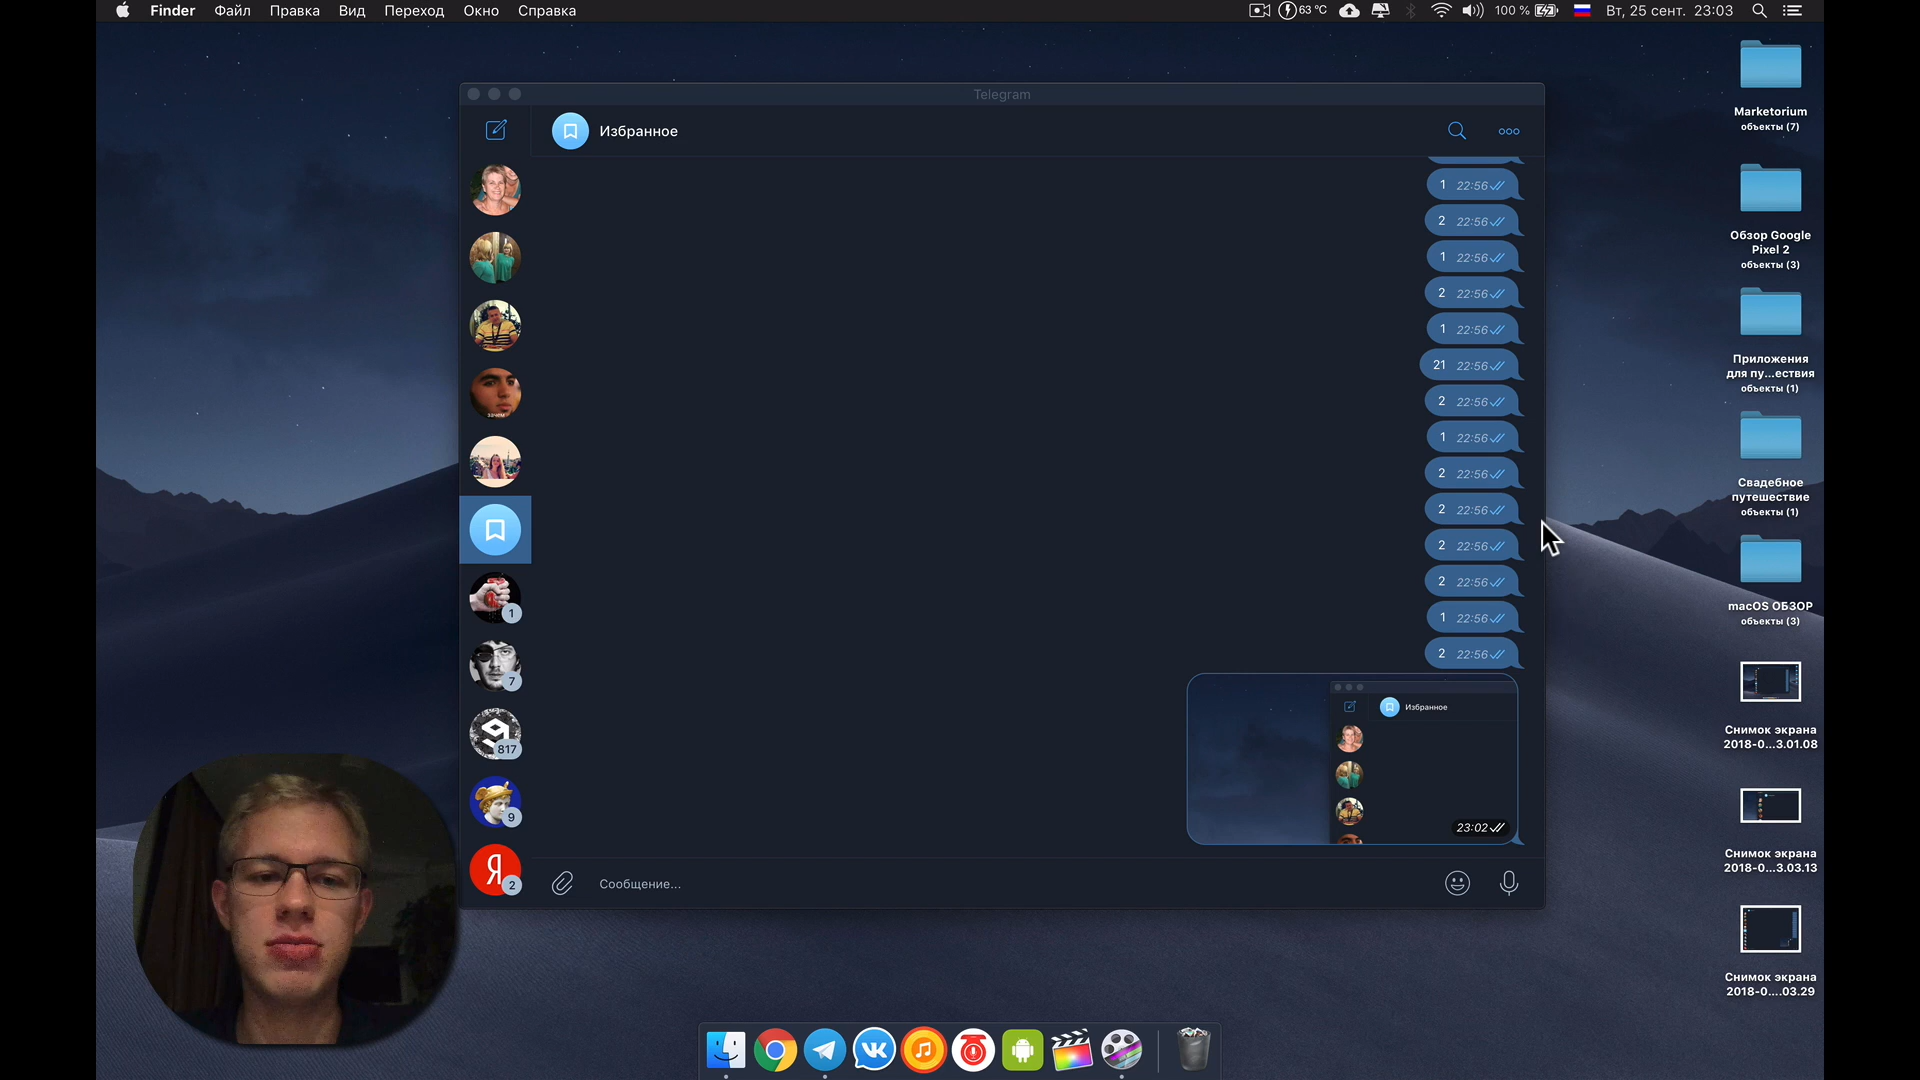 Finder Файл Правка Вид Переход Окно Справка 63 °C 100 % Вт, 25 сент. 23:03
Telegram
Избранное
1 22:56
2 22:56
1 22:56
2 22:56
1 22:56
21 22:56
2 22:56
1 22:56
2 22:56
2 22:56
2 22:56
2 22:56
1 22:56
2 22:56
Избранное
23:02
зачем
1
7
817
9
Я
2
Сообщение...
Marketorium
объекты (7)
Обзор Google
Pixel 2
объекты (3)
Приложения
для пу...ествия
объекты (1)
Свадебное
путешествие
объекты (1)
macOS ОБЗОР
объекты (3)
Снимок экрана
2018-0...3.01.08
Снимок экрана
2018-0...3.03.13
Снимок экрана
2018-0....03.29